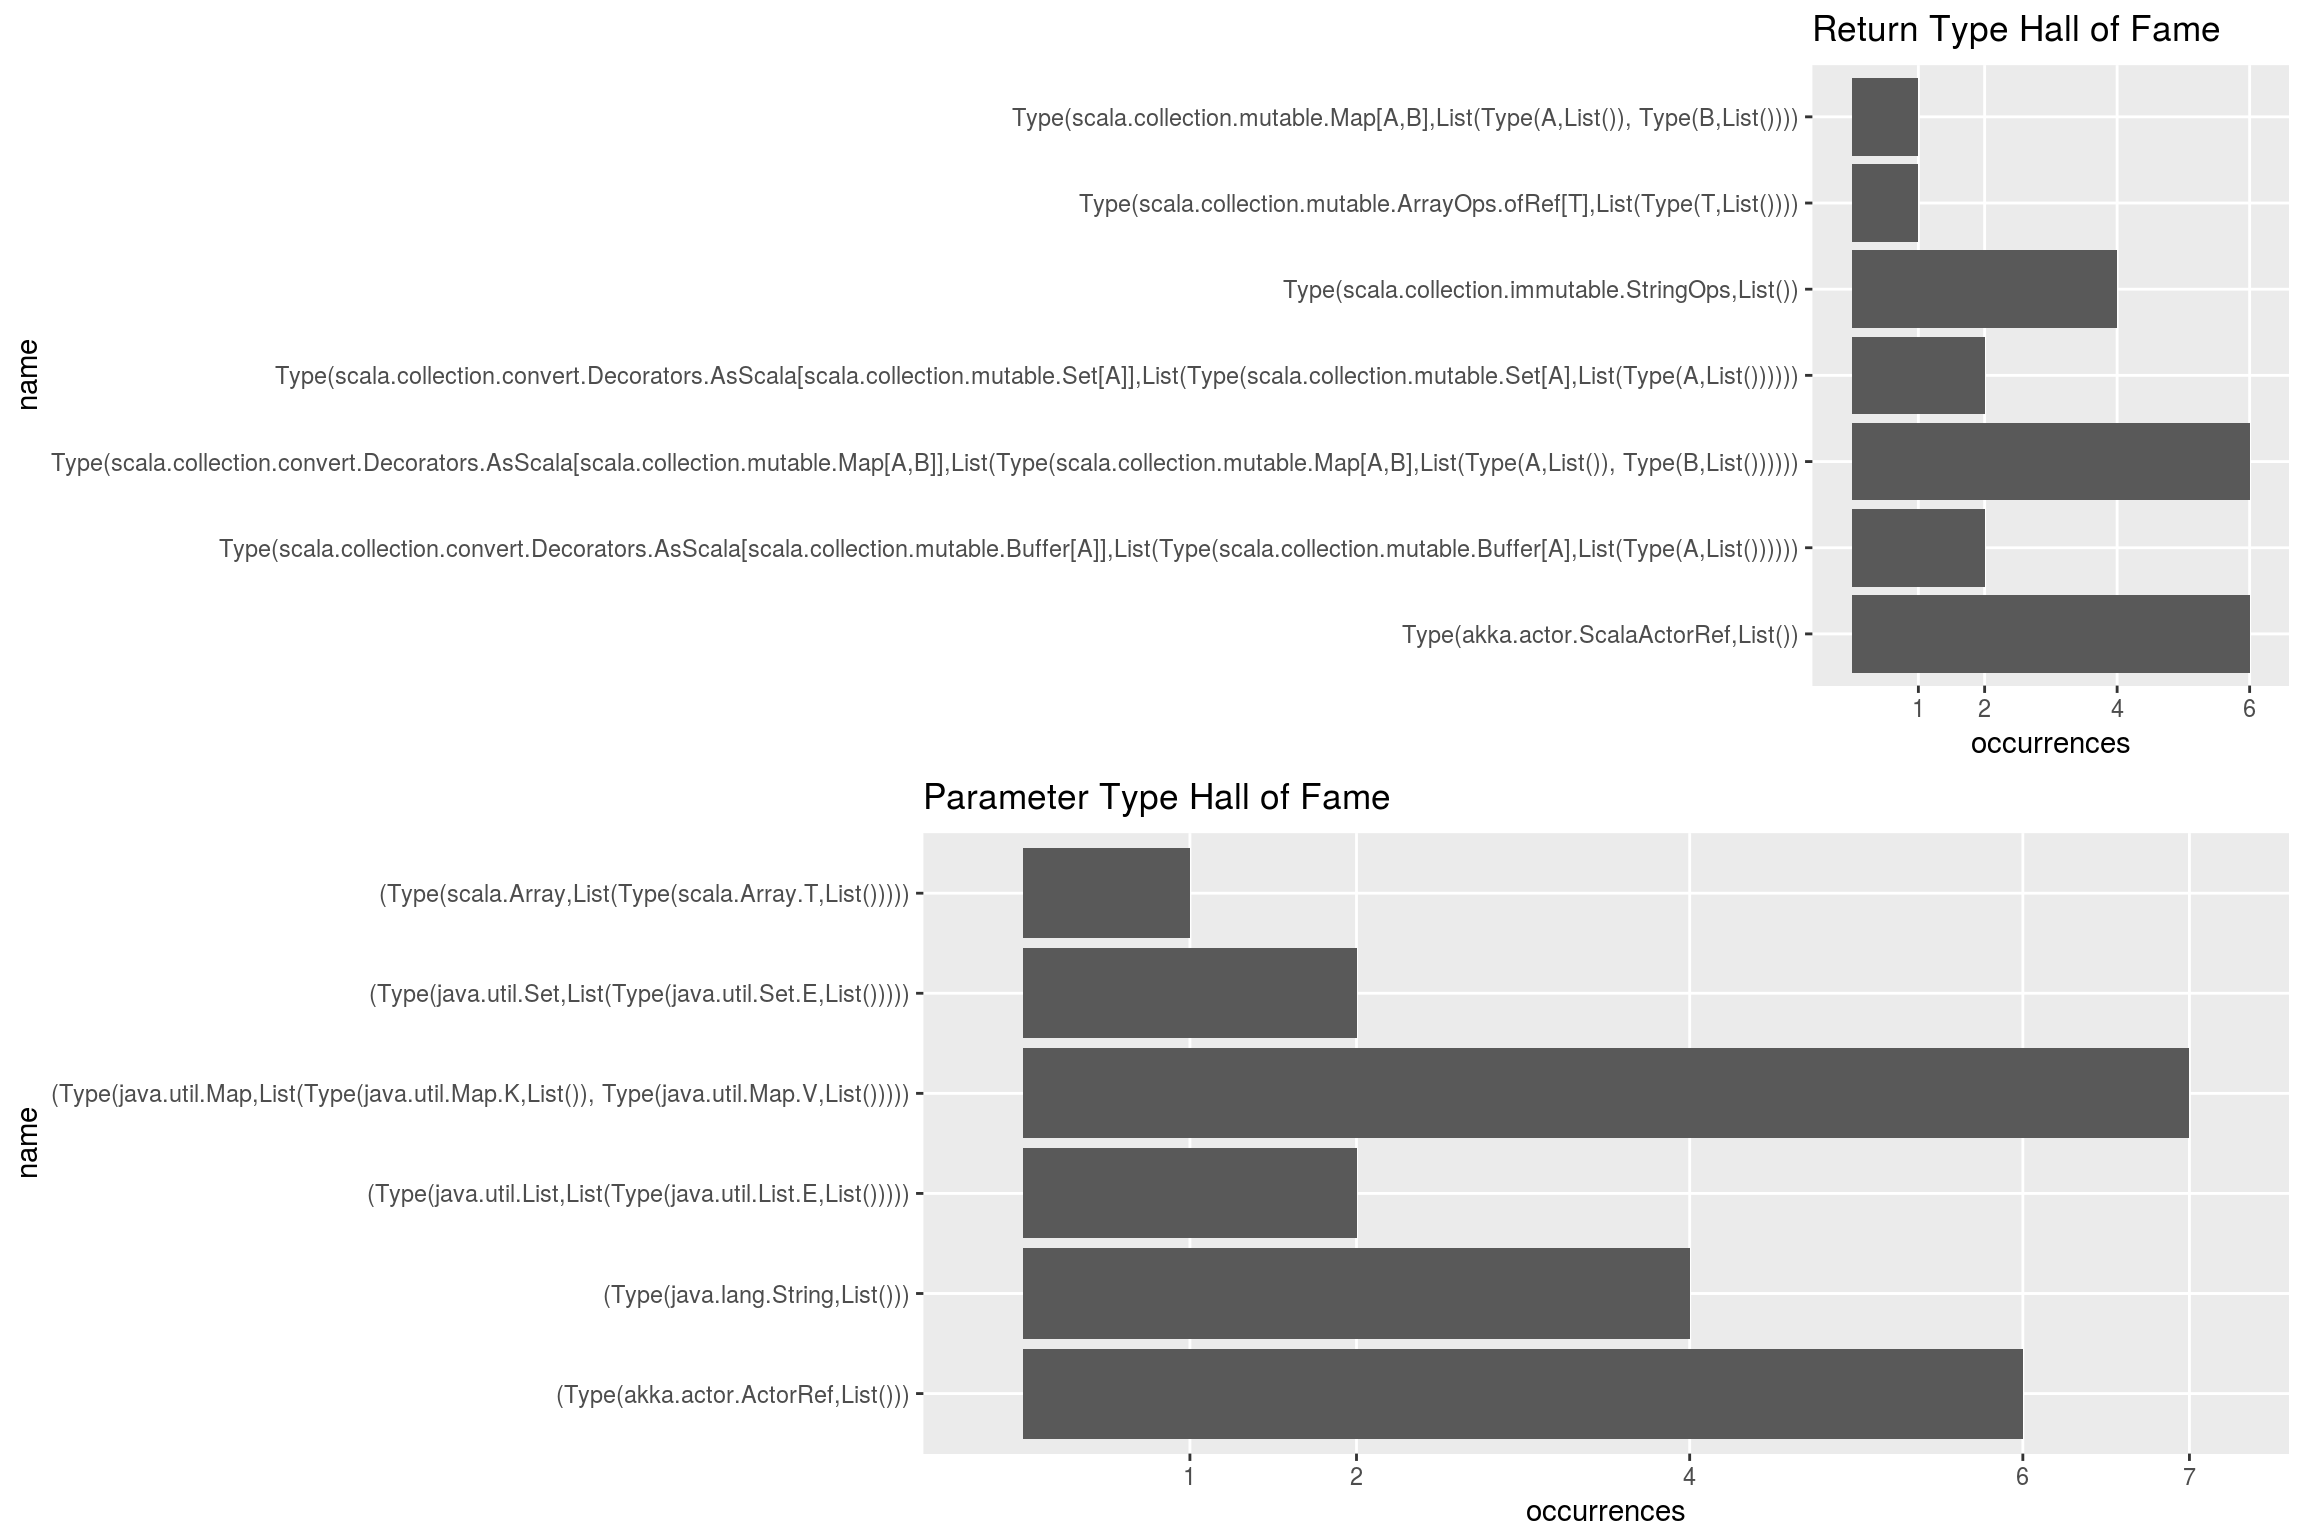 Return Type Hall of Fame
Type(scala.collection.mutable.Map[A,B],List(Type(A,List()), Type(B,List())))
Type(scala.collection.mutable.ArrayOps.ofRef[T],List(Type(T,List())))
Type(scala.collection.immutable.StringOps,List())
Type(scala.collection.convert.Decorators.AsScala[scala.collection.mutable.Set[A]],List(Type(scala.collection.mutable.Set[A],List(Type(A,List())))))
Type(scala.collection.convert.Decorators.AsScala[scala.collection.mutable.Map[A,B]],List(Type(scala.collection.mutable.Map[A,B],List(Type(A,List()), Type(B,List())))))
Type(scala.collection.convert.Decorators.AsScala[scala.collection.mutable.Buffer[A]],List(Type(scala.collection.mutable.Buffer[A],List(Type(A,List())))))
Type(akka.actor.ScalaActorRef,List())
name
1 2 4 6
occurrences
Parameter Type Hall of Fame
(Type(scala.Array,List(Type(scala.Array.T,List()))))
(Type(java.util.Set,List(Type(java.util.Set.E,List()))))
(Type(java.util.Map,List(Type(java.util.Map.K,List()), Type(java.util.Map.V,List()))))
(Type(java.util.List,List(Type(java.util.List.E,List()))))
(Type(java.lang.String,List()))
(Type(akka.actor.ActorRef,List()))
name
1 2 4 6 7
occurrences